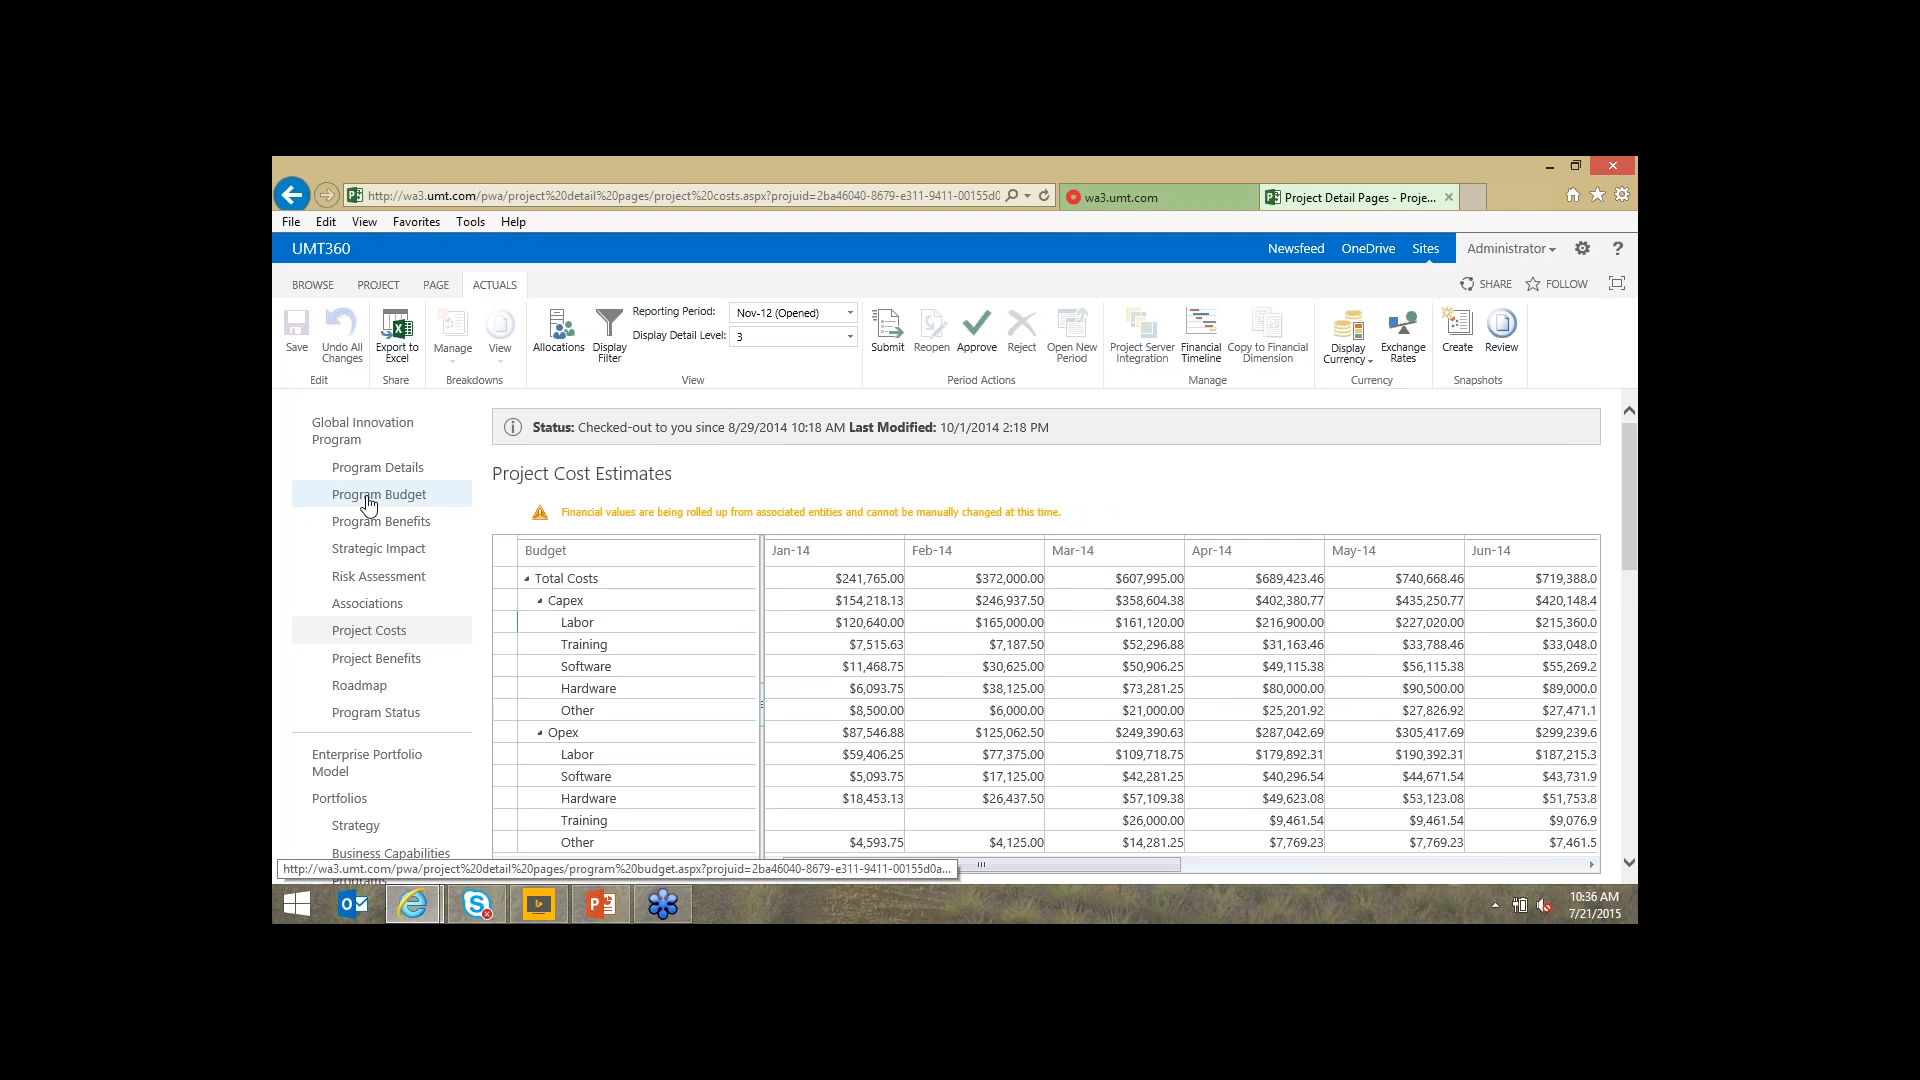 http://wa3.umt.com/pwa/project%20detail%20pages/project%20costs.aspx?projuid=2ba46040-8679-e311-9411-00155d0
wa3.umt.com
Project Detail Pages - Proje...
File Edit View Favorites Tools Help
UMT360
Newsfeed OneDrive Sites Administrator ?
BROWSE PROJECT PAGE ACTUALS
SHARE FOLLOW
Save
Undo All Changes
Edit
Export to Excel
Share
Manage
View
Breakdowns
Allocations
Display Filter
Reporting Period: Nov-12 (Opened)
Display Detail Level: 3
View
Submit
Reopen
Approve
Reject
Open New Period
Period Actions
Project Server Integration
Financial Timeline
Copy to Financial Dimension
Manage
Display Currency
Exchange Rates
Currency
Create
Review
Snapshots
Global Innovation
Program
Program Details
Program Budget
Program Benefits
Strategic Impact
Risk Assessment
Associations
Project Costs
Project Benefits
Roadmap
Program Status
Enterprise Portfolio
Model
Portfolios
Strategy
Business Capabilities
Programs
Status: Checked-out to you since 8/29/2014 10:18 AM Last Modified: 10/1/2014 2:18 PM
Project Cost Estimates
Financial values are being rolled up from associated entities and cannot be manually changed at this time.
Budget Jan-14 Feb-14 Mar-14 Apr-14 May-14 Jun-14
Total Costs $241,765.00 $372,000.00 $607,995.00 $689,423.46 $740,668.46 $719,388.0
Capex $154,218.13 $246,937.50 $358,604.38 $402,380.77 $435,250.77 $420,148.4
Labor $120,640.00 $165,000.00 $161,120.00 $216,900.00 $227,020.00 $215,360.0
Training $7,515.63 $7,187.50 $52,296.88 $31,163.46 $33,788.46 $33,048.0
Software $11,468.75 $30,625.00 $50,906.25 $49,115.38 $56,115.38 $55,269.2
Hardware $6,093.75 $38,125.00 $73,281.25 $80,000.00 $90,500.00 $89,000.0
Other $8,500.00 $6,000.00 $21,000.00 $25,201.92 $27,826.92 $27,471.1
Opex $87,546.88 $125,062.50 $249,390.63 $287,042.69 $305,417.69 $299,239.6
Labor $59,406.25 $77,375.00 $109,718.75 $179,892.31 $190,392.31 $187,215.3
Software $5,093.75 $17,125.00 $42,281.25 $40,296.54 $44,671.54 $43,731.9
Hardware $18,453.13 $26,437.50 $57,109.38 $49,623.08 $53,123.08 $51,753.8
Training $26,000.00 $9,461.54 $9,461.54 $9,076.9
Other $4,593.75 $4,125.00 $14,281.25 $7,769.23 $7,769.23 $7,461.5
http://wa3.umt.com/pwa/project%20detail%20pages/program%20budget.aspx?projuid=2ba46040-8679-e311-9411-00155d0a...
10:36 AM
7/21/2015